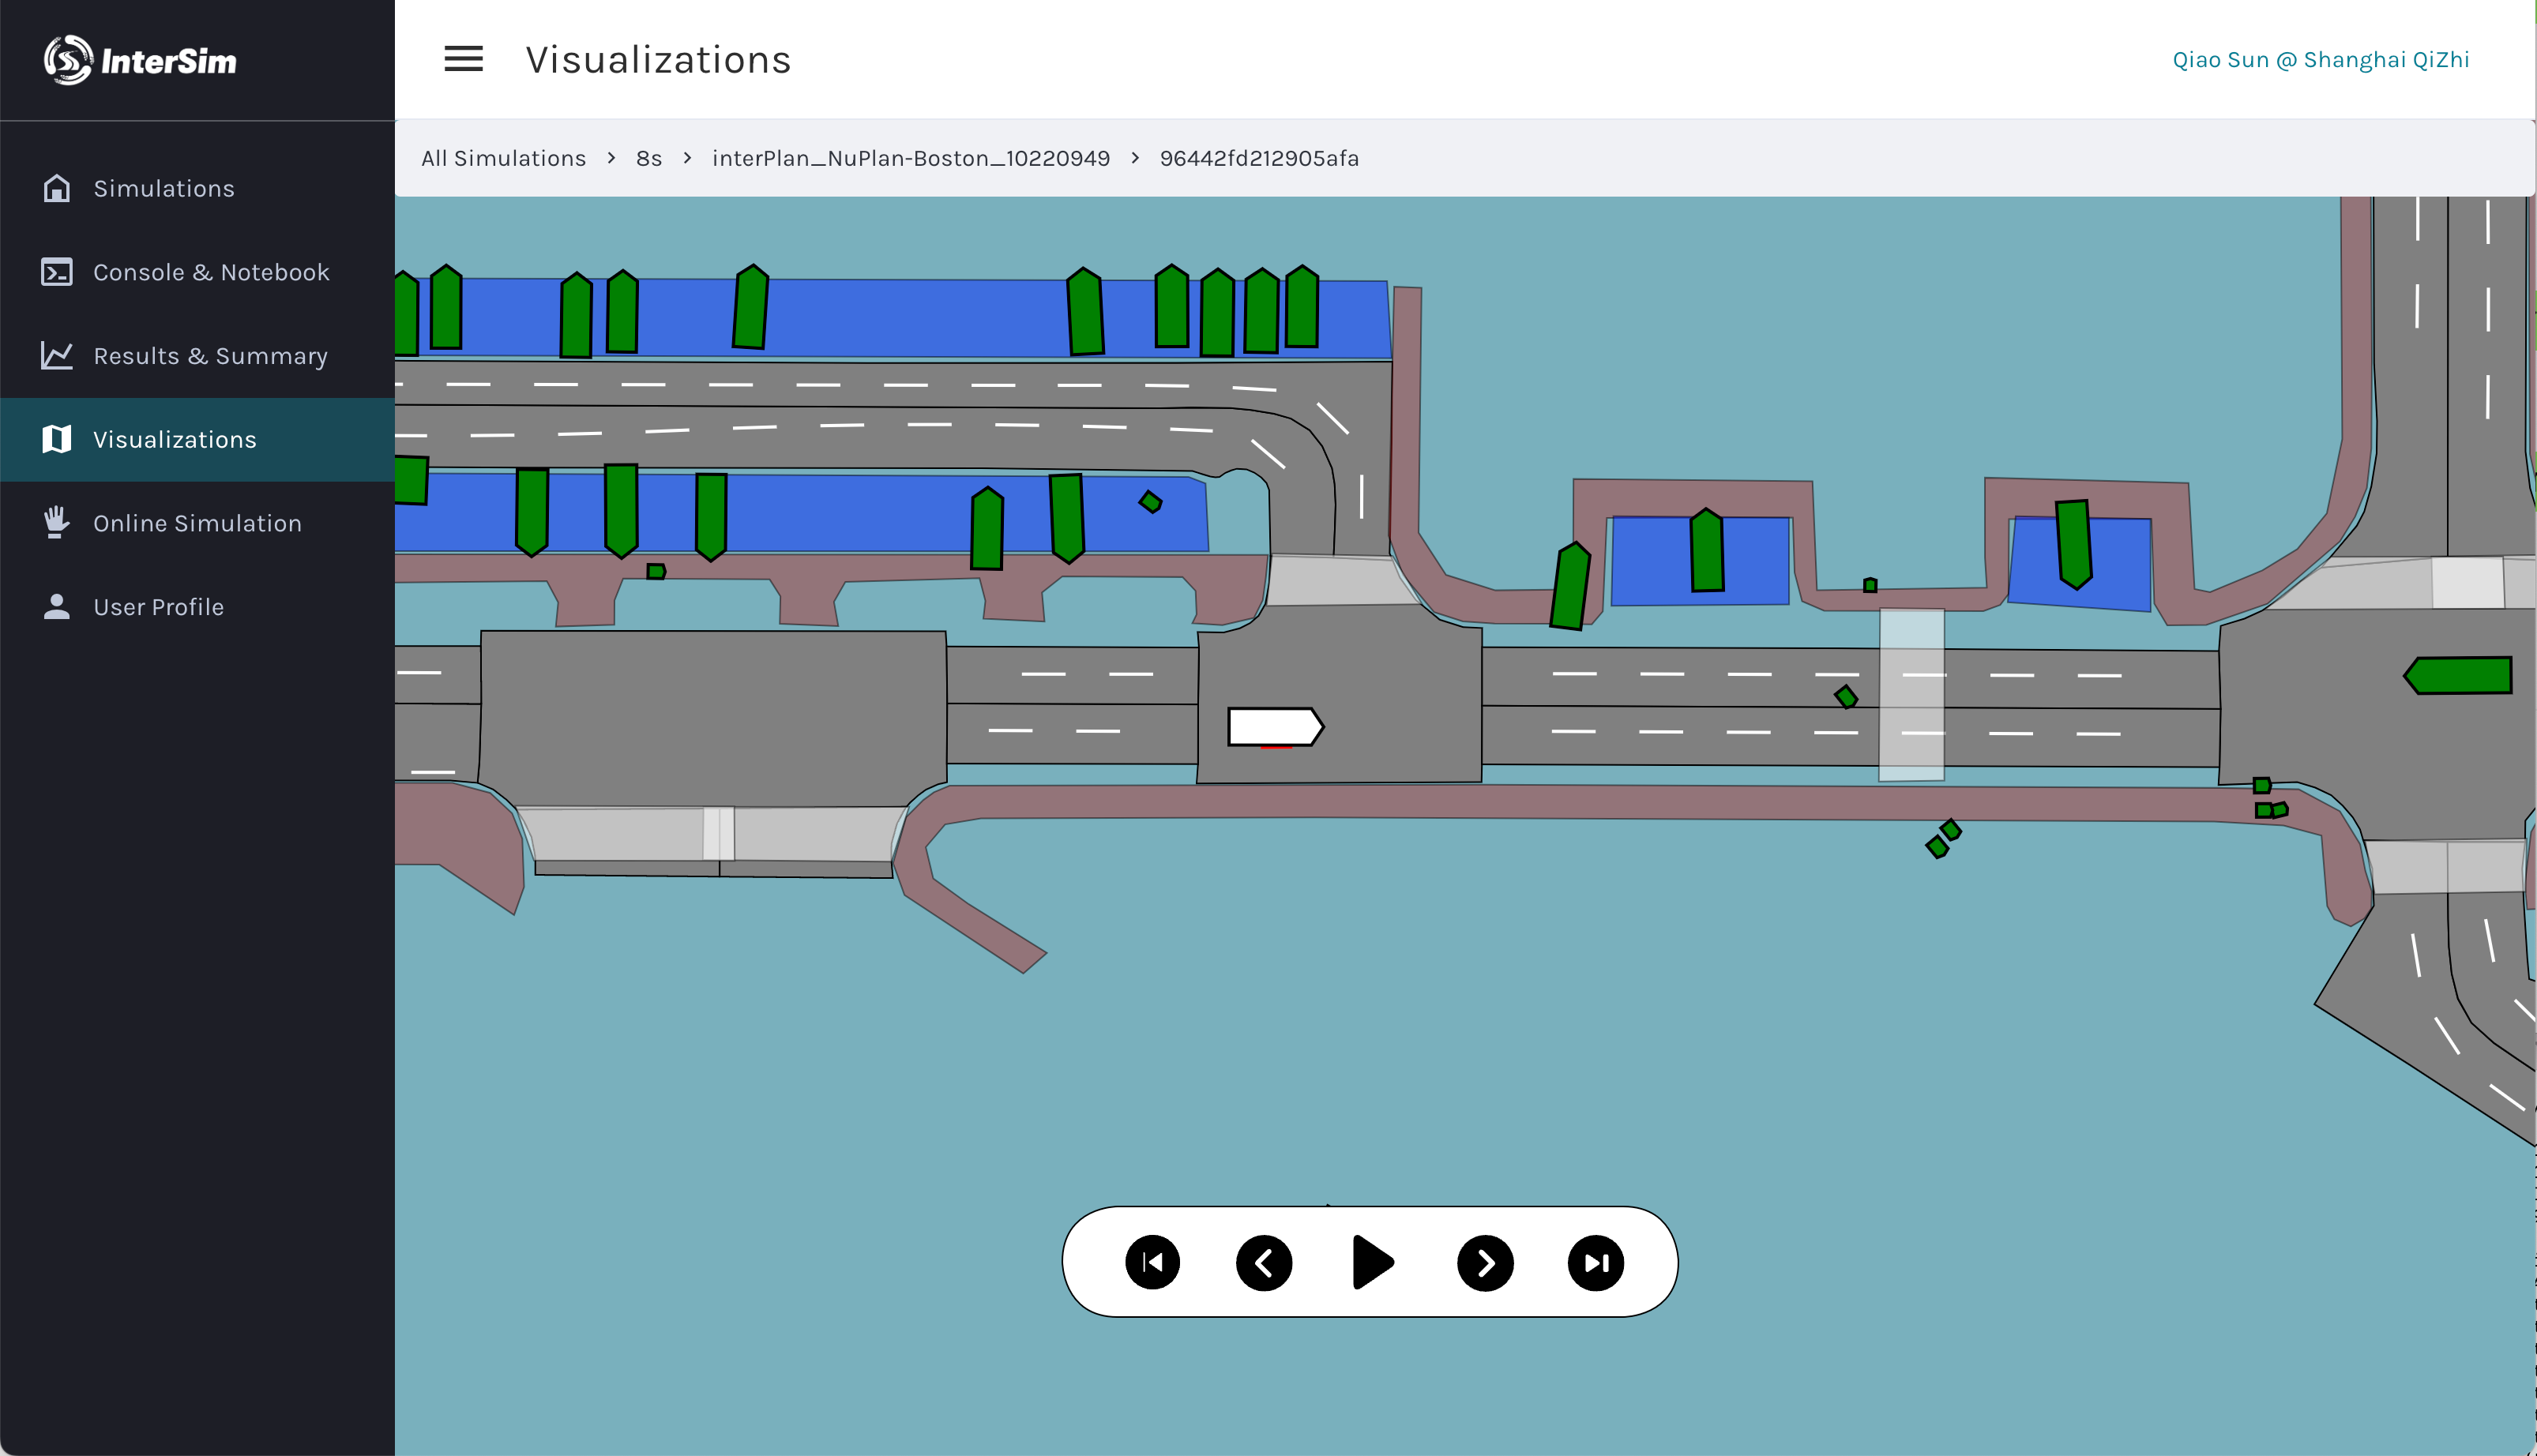 InterSim
Visualizations
Qiao Sun @ Shanghai QiZhi
All Simulations > 8s > interPlan_NuPlan-Boston_10220949 > 96442fd212905afa
Simulations
Console & Notebook
Results & Summary
Visualizations
Online Simulation
User Profile